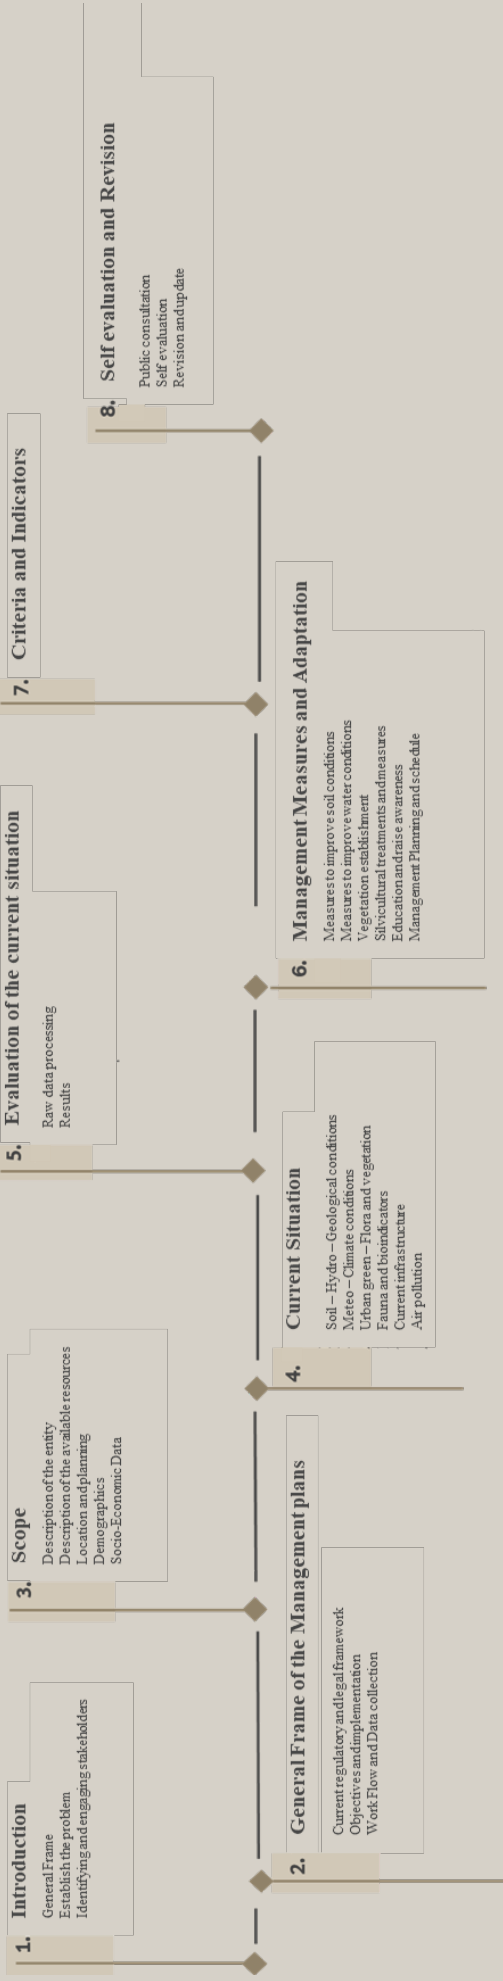 1. Introduction
General Frame
Establish the problem
Identifying and engaging stakeholders
2. General Frame of the Management plans
Current regulatory and legal framework
Objectives and implementation
Work Flow and Data collection
3. Scope
Description of the entity
Description of the available resources
Location and planning
Demographics
Socio-Economic Data
4. Current Situation
Soil – Hydro – Geological conditions
Meteo – Climate conditions
Urban green – Flora and vegetation
Fauna and bioindicators
Current infrastructure
Air pollution
5. Evaluation of the current situation
Raw data processing
Results
6. Management Measures and Adaptation
Measures to improve soil conditions
Measures to improve water conditions
Vegetation establishment
Silvicultural treatments and measures
Education and raise awareness
Management Planning and schedule
7. Criteria and Indicators
8. Self evaluation and Revision
Public consultation
Self evaluation
Revision and update